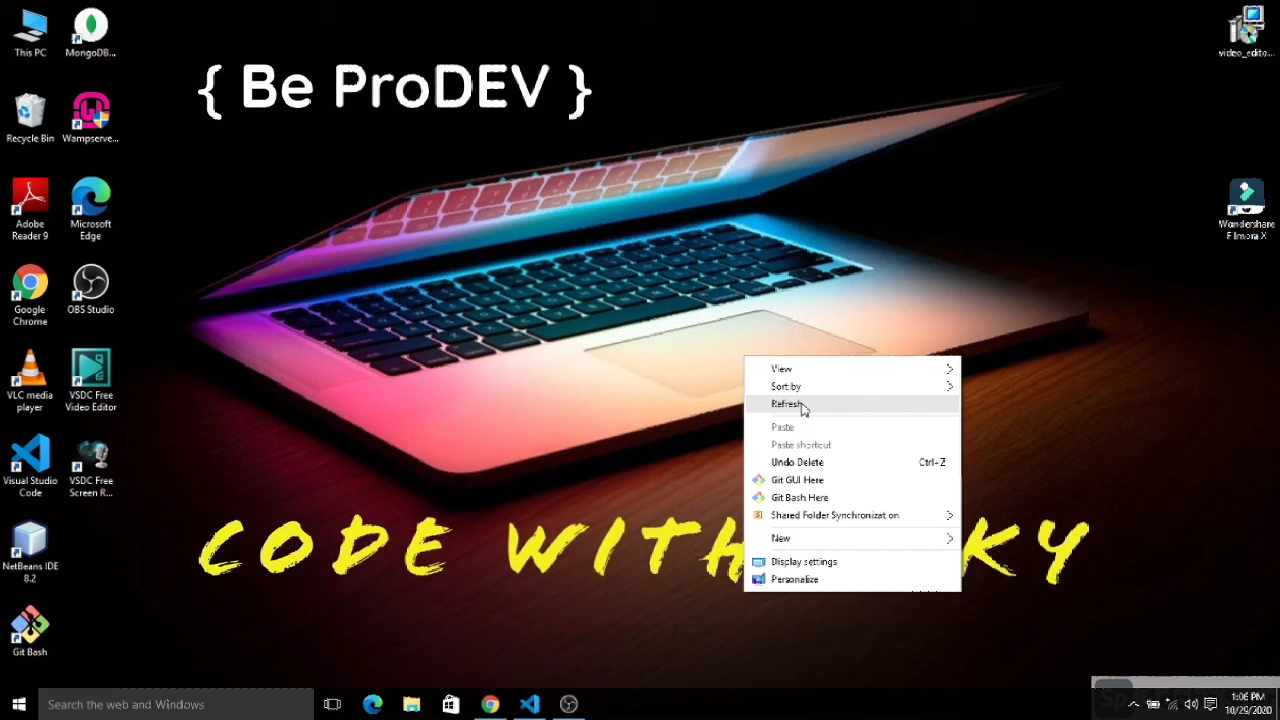 This PC
MongoDB...
Recycle Bin
Wampserve...
Adobe
Reader 9
Microsoft
Edge
Google
Chrome
OBS Studio
VLC media
player
VSDC Free
Video Editor
Visual Studio
Code
VSDC Free
Screen R...
NetBeans IDE
8.2
Git Bash
{ Be ProDEV }
video_edito...
Wondershare
Filmora X
View
Sort by
Refresh
Paste
Paste shortcut
Undo Delete Ctrl+Z
Git GUI Here
Git Bash Here
Shared Folder Synchronization
New
Display settings
Personalize
CODE WITH KY
Search the web and Windows
1:06 PM
10/29/2020